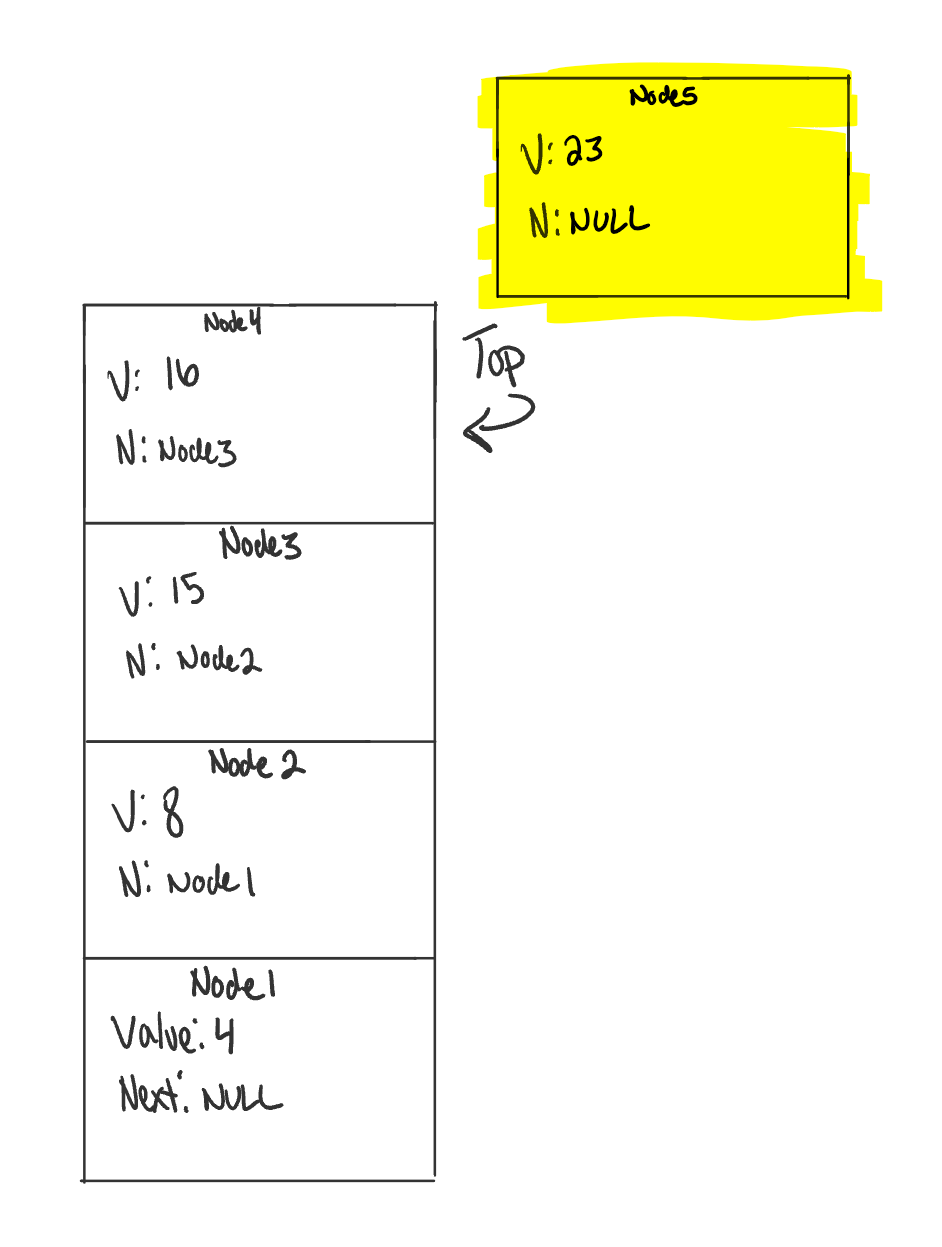 Node5
V: 23
N: NULL
Node4
V: 16
N: Node3
Top
Node3
V: 15
N: Node2
Node 2
V: 8
N: Node1
Node1
Value: 4
Next: NULL